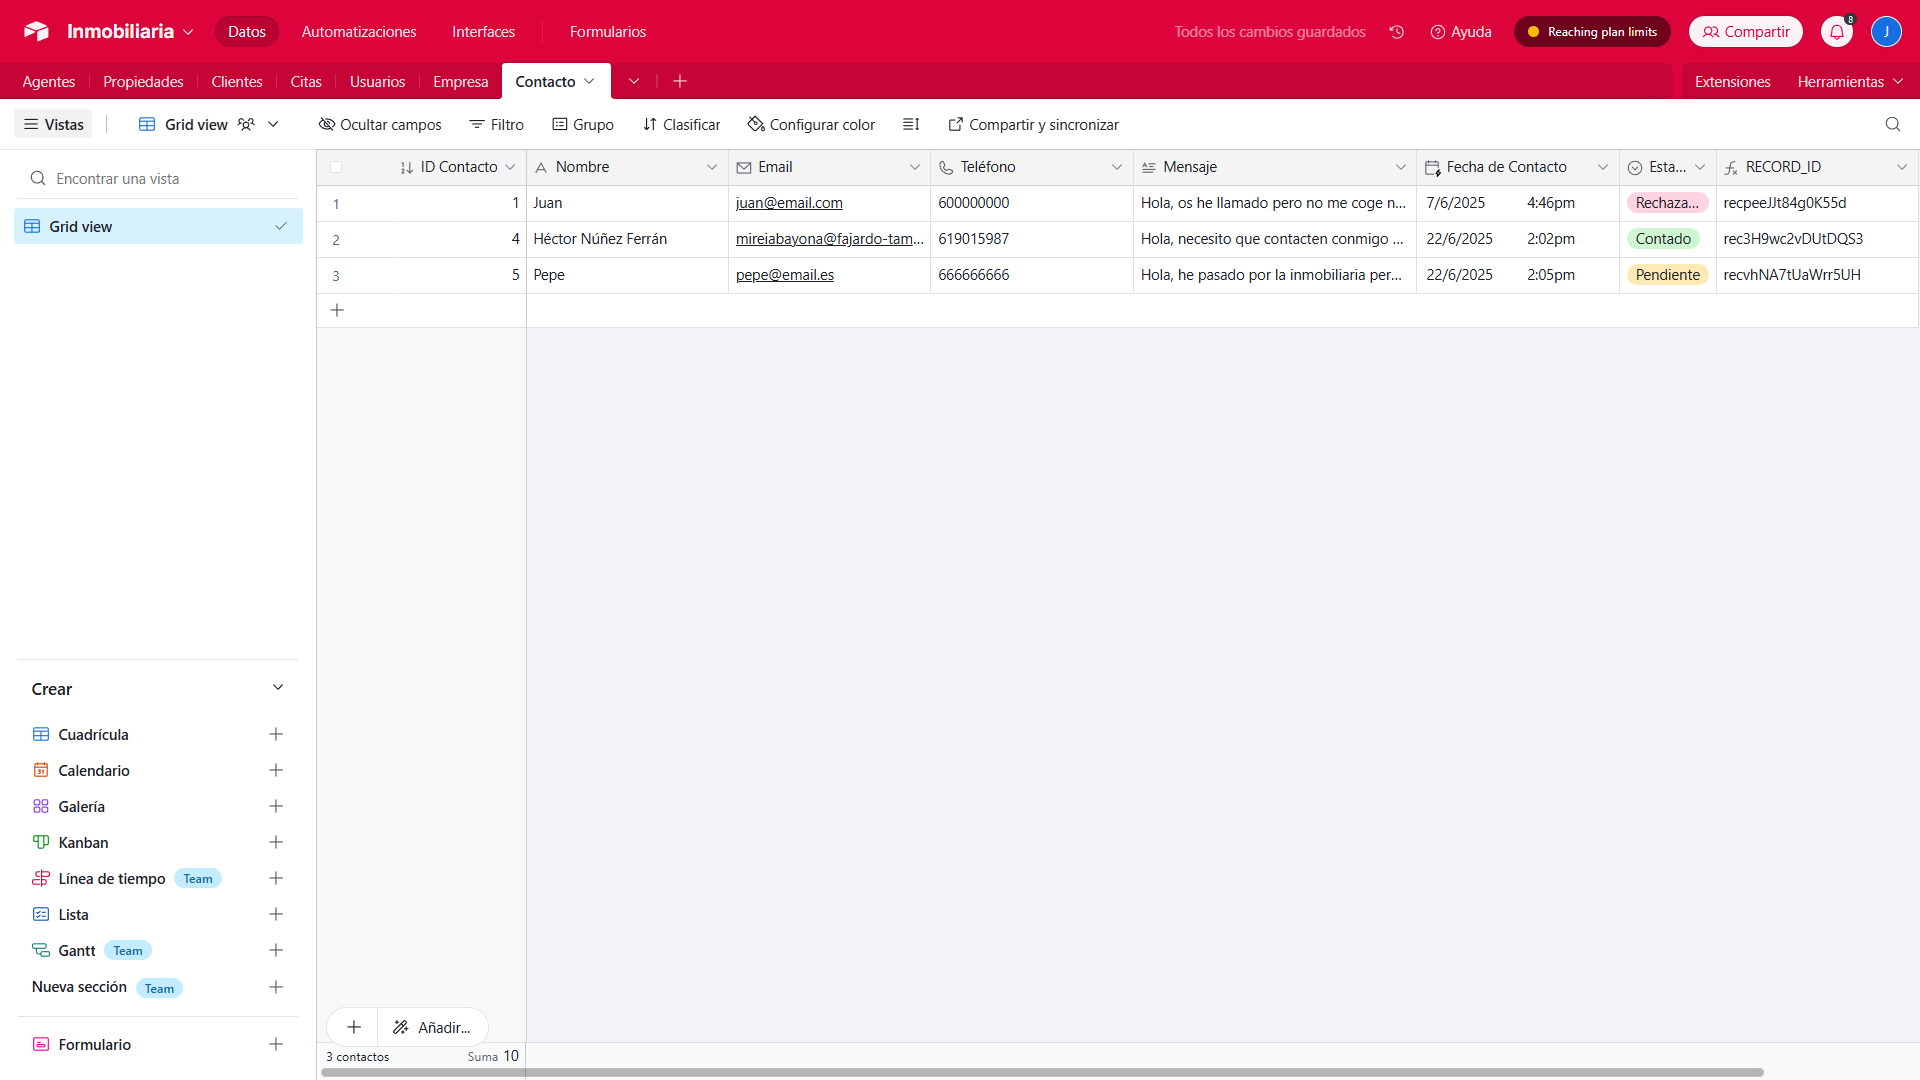 Inmobiliaria
Datos
Automatizaciones
Interfaces
Formularios
Todos los cambios guardados
Ayuda
Reaching plan limits
Compartir
8
J
Agentes
Propiedades
Clientes
Citas
Usuarios
Empresa
Contacto
Extensiones
Herramientas
Vistas
Grid view
Ocultar campos
Filtro
Grupo
Clasificar
Configurar color
Compartir y sincronizar
Encontrar una vista
Grid view
ID Contacto Nombre Email Teléfono Mensaje Fecha de Contacto Esta... RECORD_ID
1 1 Juan juan@email.com 600000000 Hola, os he llamado pero no me coge n... 7/6/2025 4:46pm Rechaza... recpeeJJt84g0K55d
2 4 Héctor Núñez Ferrán mireiabayona@fajardo-tam... 619015987 Hola, necesito que contacten conmigo ... 22/6/2025 2:02pm Contado rec3H9wc2vDUtDQS3
3 5 Pepe pepe@email.es 666666666 Hola, he pasado por la inmobiliaria per... 22/6/2025 2:05pm Pendiente recvhNA7tUaWrr5UH
Crear
Cuadrícula
Calendario
Galería
Kanban
Línea de tiempo Team
Lista
Gantt Team
Nueva sección Team
Formulario
Añadir...
3 contactos Suma 10